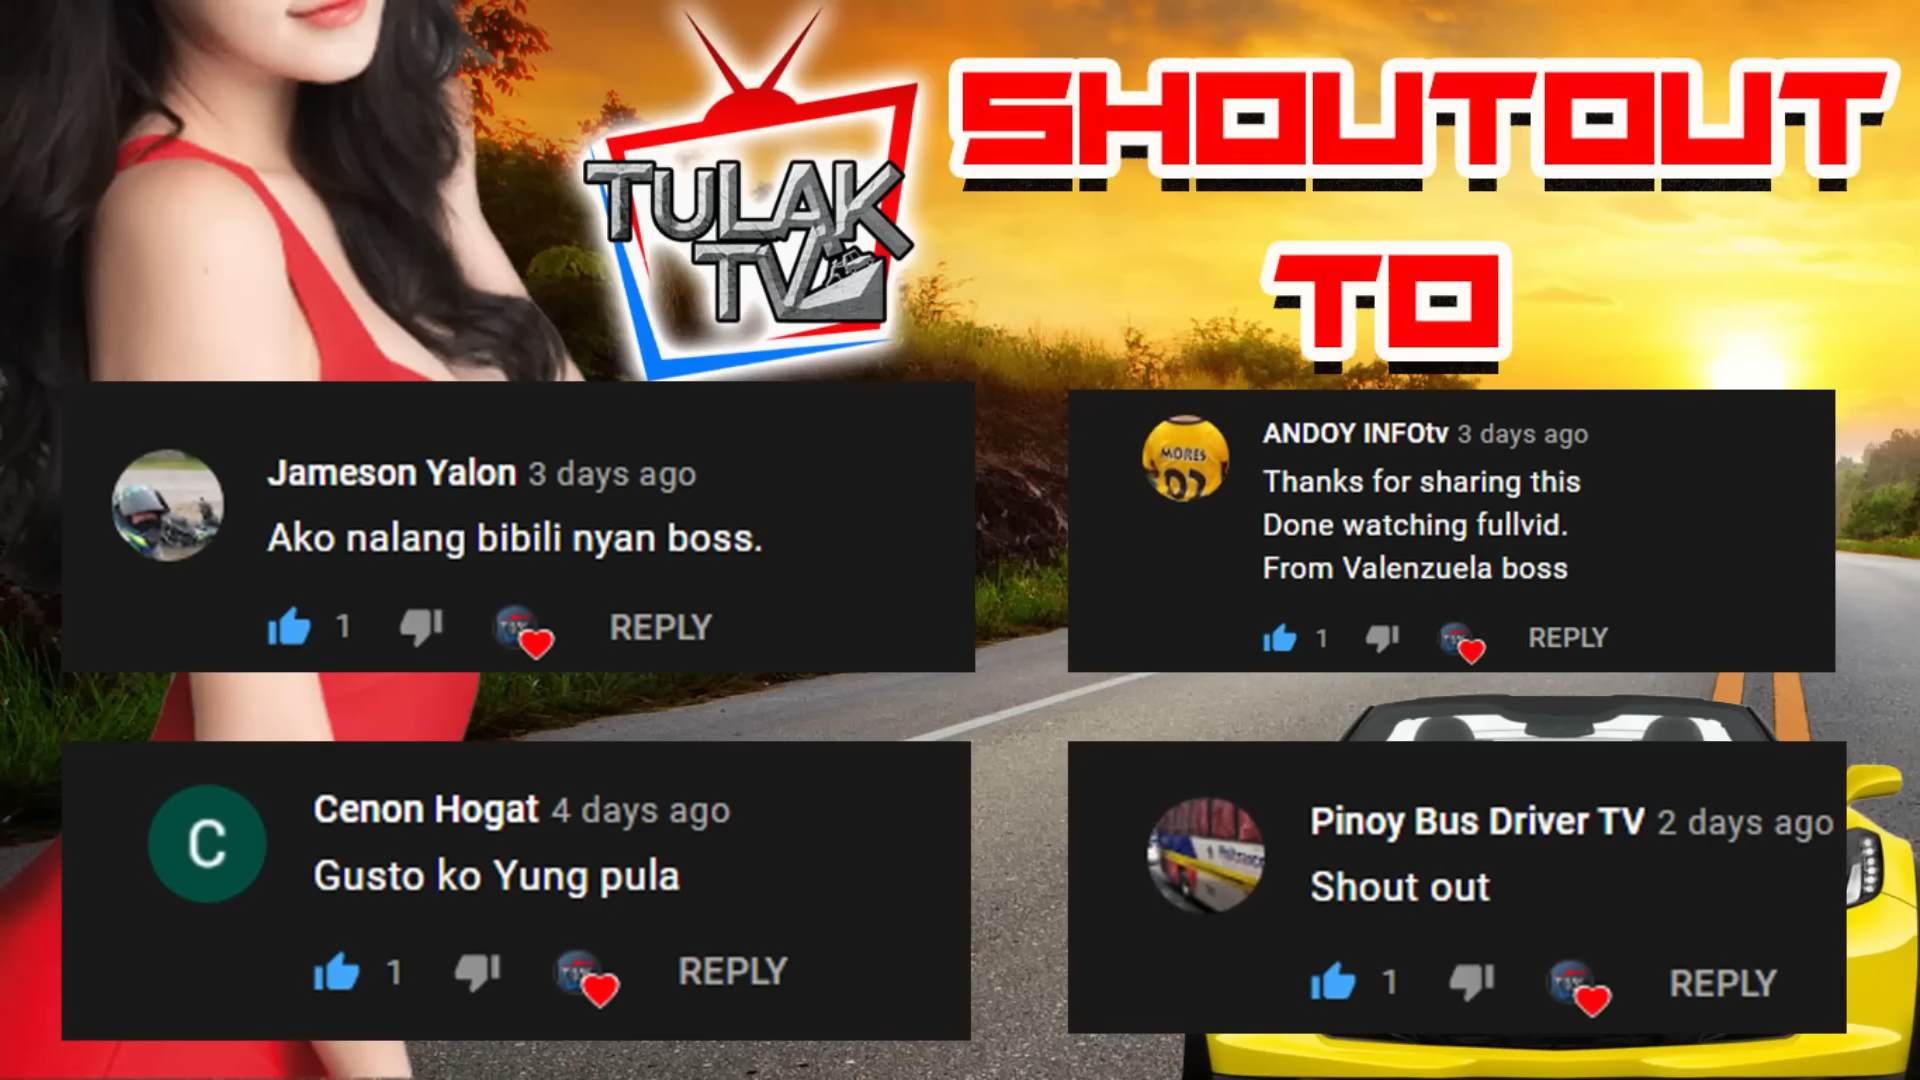 TULAK
TV
SHOUTOUT
TO
Jameson Yalon 3 days ago
Ako nalang bibili nyan boss.
1 REPLY
MORES
ANDOY INFOtv 3 days ago
Thanks for sharing this
Done watching fullvid.
From Valenzuela boss
1 REPLY
C
Cenon Hogat 4 days ago
Gusto ko Yung pula
1 REPLY
Pinoy Bus Driver TV 2 days ago
Shout out
1 REPLY